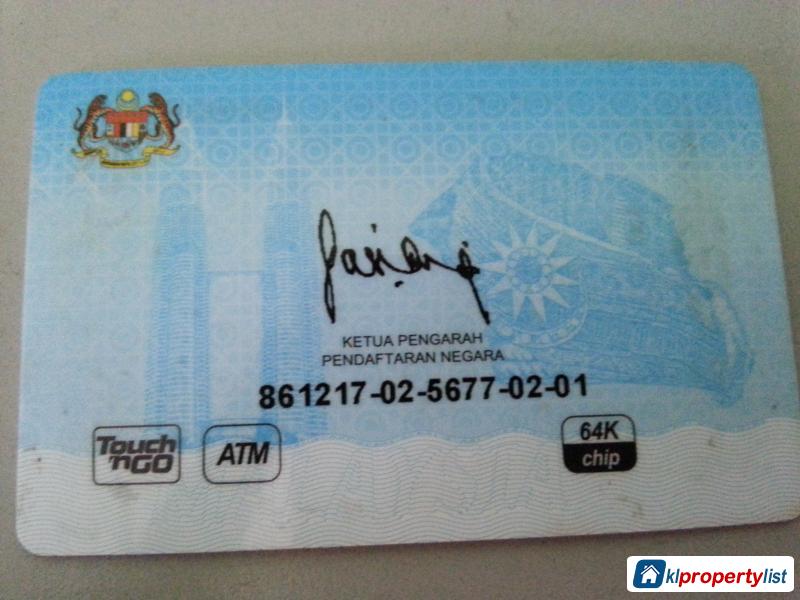 KETUA PENGARAH
PENDAFTARAN NEGARA
861217-02-5677-02-01
Touch 'n GO
ATM
64K
chip
klpropertylist